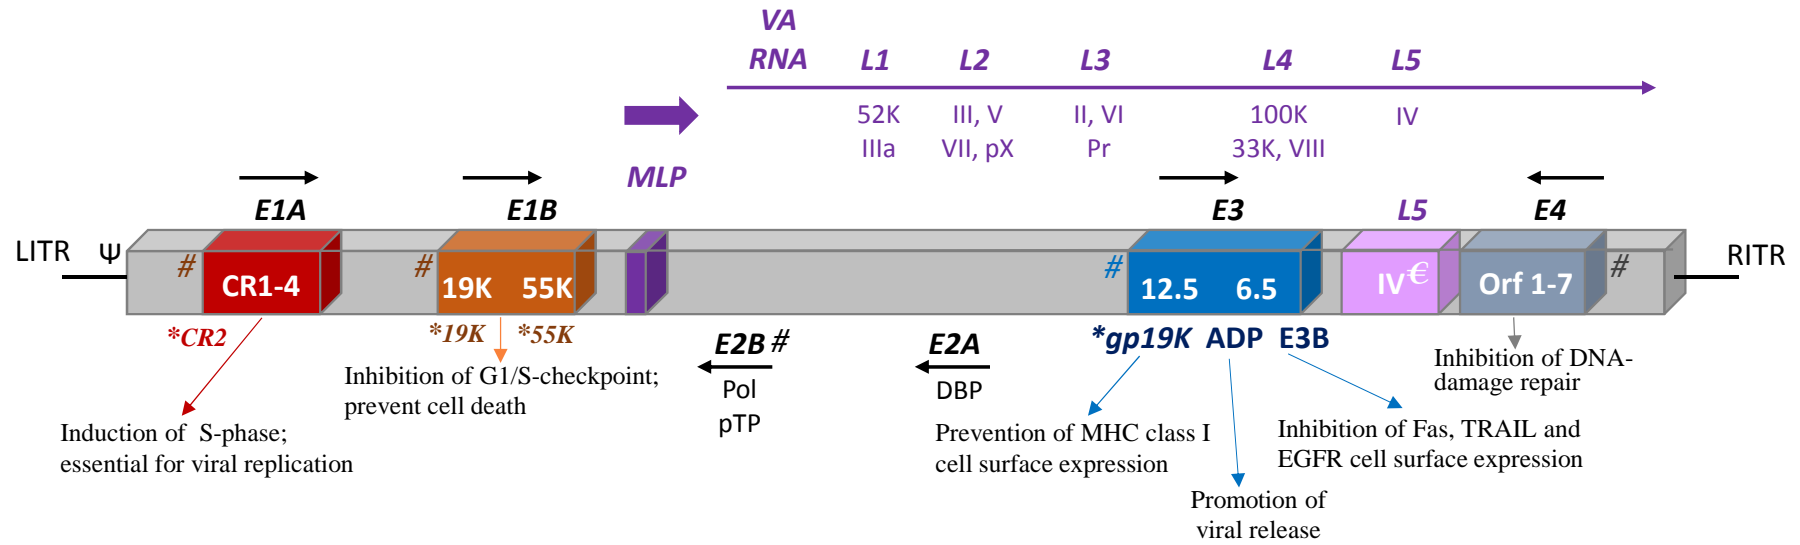 VA
RNA L1 L2 L3 L4 L5
52K III, V II, VI 100K IV
IIIa VII, pX Pr 33K, VIII
MLP
E1A E1B E3 L5 E4
LITR Ψ # # # # RITR
CR1-4 19K 55K 12.5 6.5 IV€ Orf 1-7
*CR2 *19K *55K E2B # E2A *gp19K ADP E3B
Pol
pTP
DBP
Inhibition of G1/S-checkpoint;
prevent cell death
Inhibition of DNA-
damage repair
Induction of S-phase;
essential for viral replication
Prevention of MHC class I
cell surface expression
Inhibition of Fas, TRAIL and
EGFR cell surface expression
Promotion of
viral release